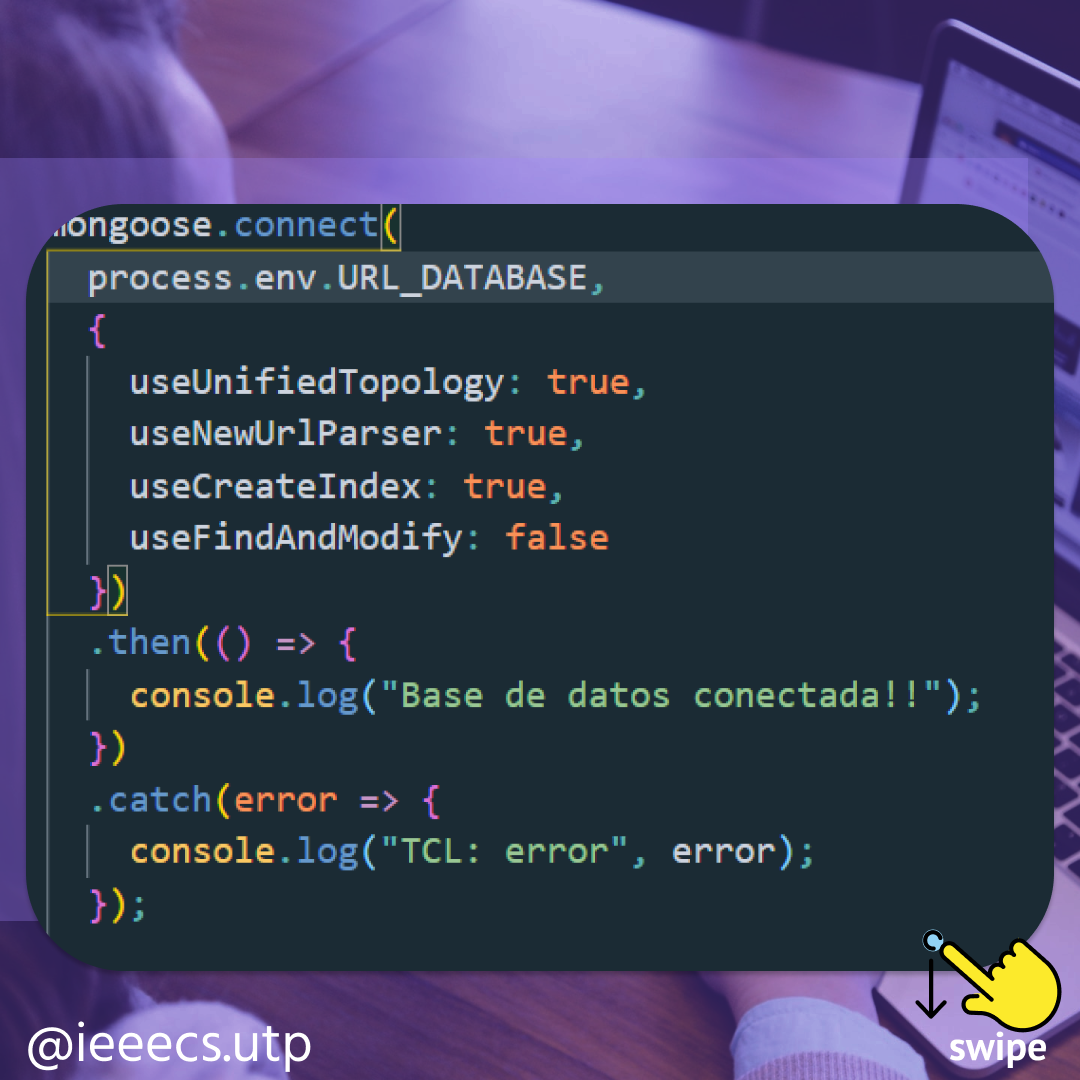 mongoose.connect(
process.env.URL_DATABASE,
{
useUnifiedTopology: true,
useNewUrlParser: true,
useCreateIndex: true,
useFindAndModify: false
})
.then(() => {
console.log("Base de datos conectada!!");
})
.catch(error => {
console.log("TCL: error", error);
});
@ieeecs.utp
swipe